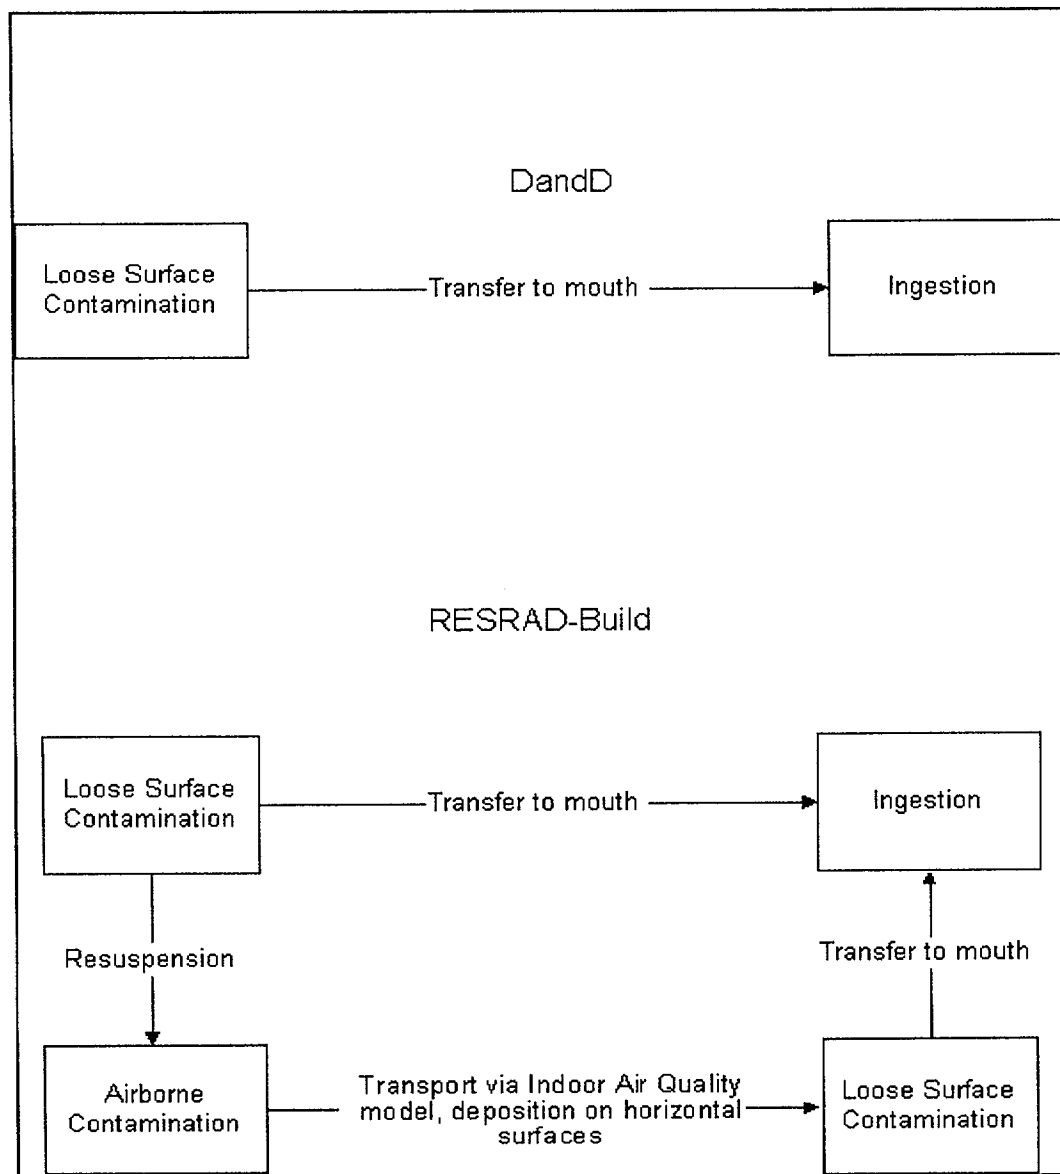 DandD
Loose Surface
Contamination
Transfer to mouth
Ingestion
RESRAD-Build
Loose Surface
Contamination
Transfer to mouth
Ingestion
Resuspension
Transfer to mouth
Airborne
Contamination
Transport via Indoor Air Quality
model, deposition on horizontal
surfaces
Loose Surface
Contamination